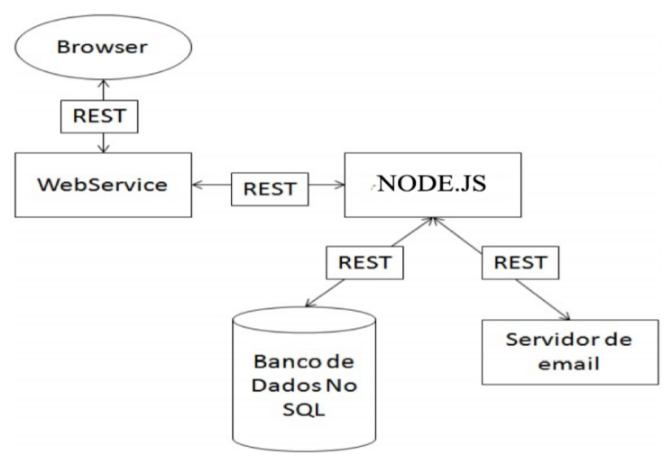 Browser
REST
WebService
REST
NODE.JS
REST
REST
Banco de
Dados No
SQL
Servidor de
email